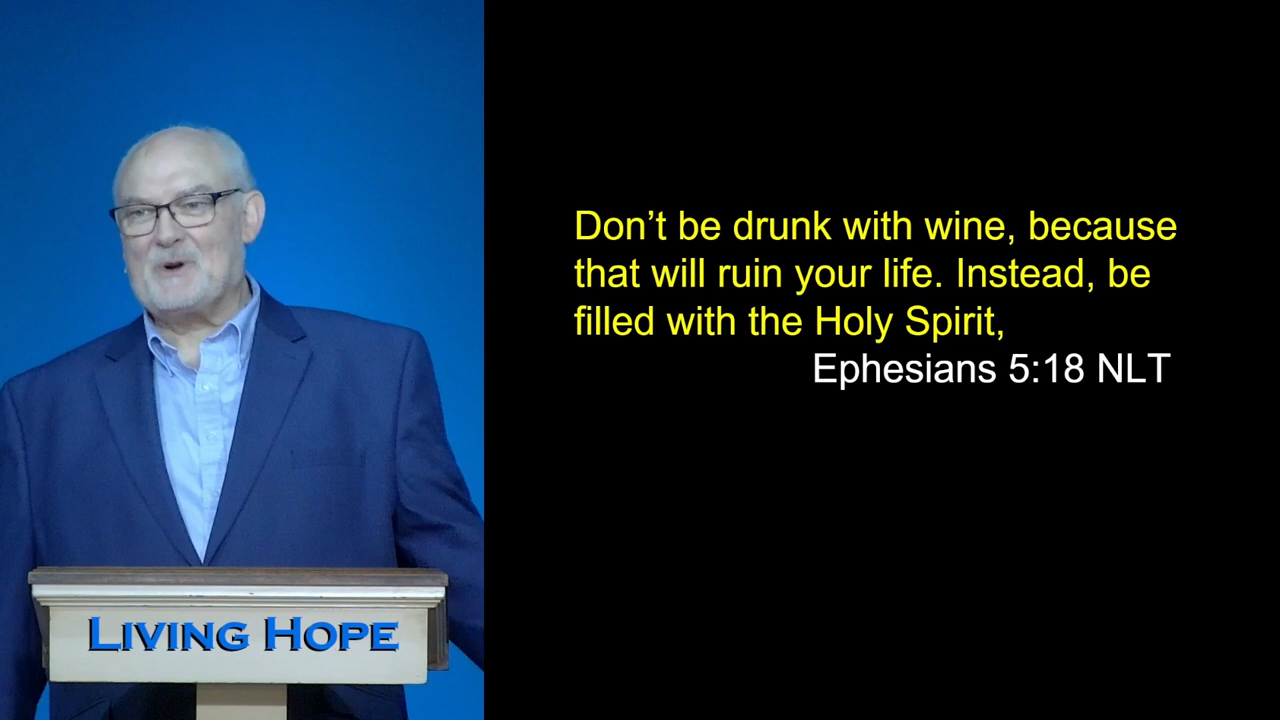 Don’t be drunk with wine, because
that will ruin your life. Instead, be
filled with the Holy Spirit,
Ephesians 5:18 NLT
LIVING HOPE